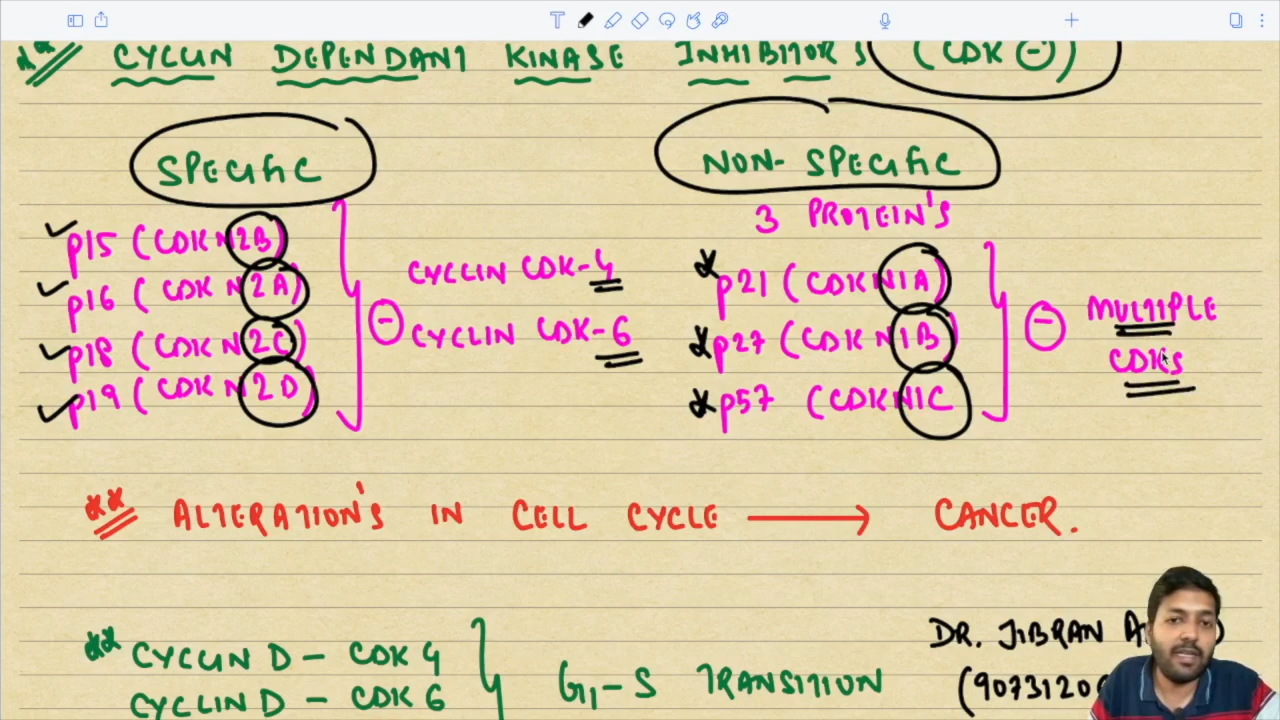 ** CYCLIN DEPENDANT KINASE INHIBITOR'S (CDK ⊖)
SPECIFIC
p15 (CDKN2B)
p16 (CDKN2A)
p18 (CDKN2C)
p19 (CDKN2D)
⊖ CYCLIN CDK-4
CYCLIN CDK-6
NON-SPECIFIC
3 PROTEIN'S
* p21 (CDKN1A)
* p27 (CDKN1B)
* p57 (CDKN1C
⊖ MULTIPLE
CDKs
** ALTERATION'S IN CELL CYCLE → CANCER.
** CYCLIN D - CDK 4
CYCLIN D - CDK 6
G1-S TRANSITION
DR. JIBRAN
(9073120